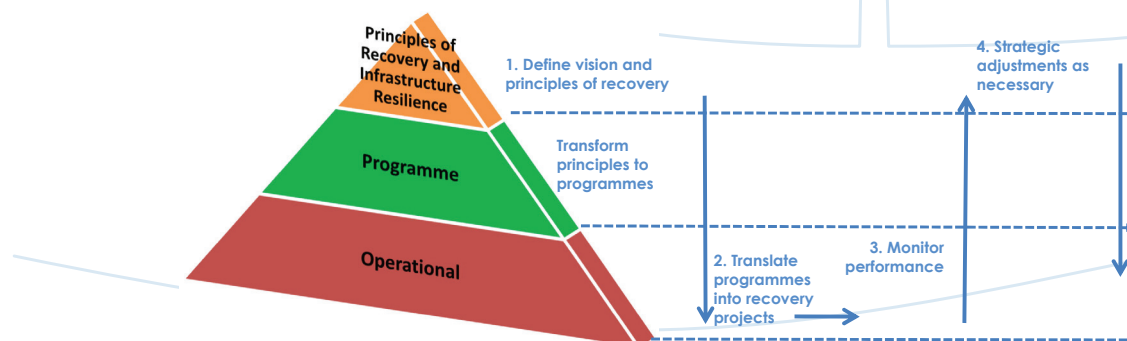 Principles of
Recovery and
Infrastructure
Resilience
1. Define vision and
principles of recovery
4. Strategic
adjustments as
necessary
Programme
Transform
principles to
programmes
Operational
2. Translate
programmes
into recovery
projects
3. Monitor
performance